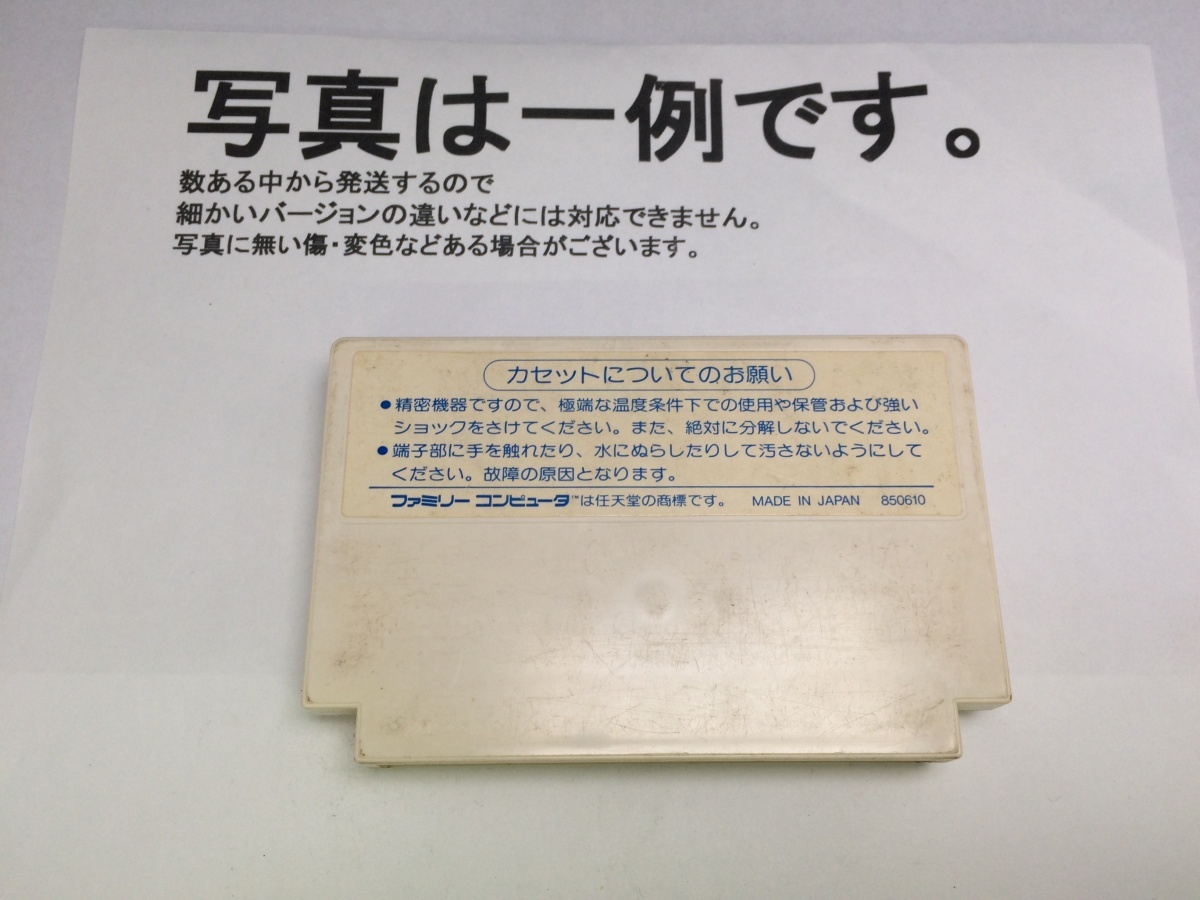 写真は一例です。
数ある中から発送するので
細かいバージョンの違いなどには対応できません。
写真に無い傷・変色などある場合がございます。
カセットについてのお願い
●精密機器ですので、極端な温度条件下での使用や保管および強い
ショックをさけてください。また、絶対に分解しないでください。
●端子部に手を触れたり、水にぬらしたりして汚さないようにして
ください。故障の原因となります。
ファミリー コンピュータ™は任天堂の商標です。 MADE IN JAPAN 850610